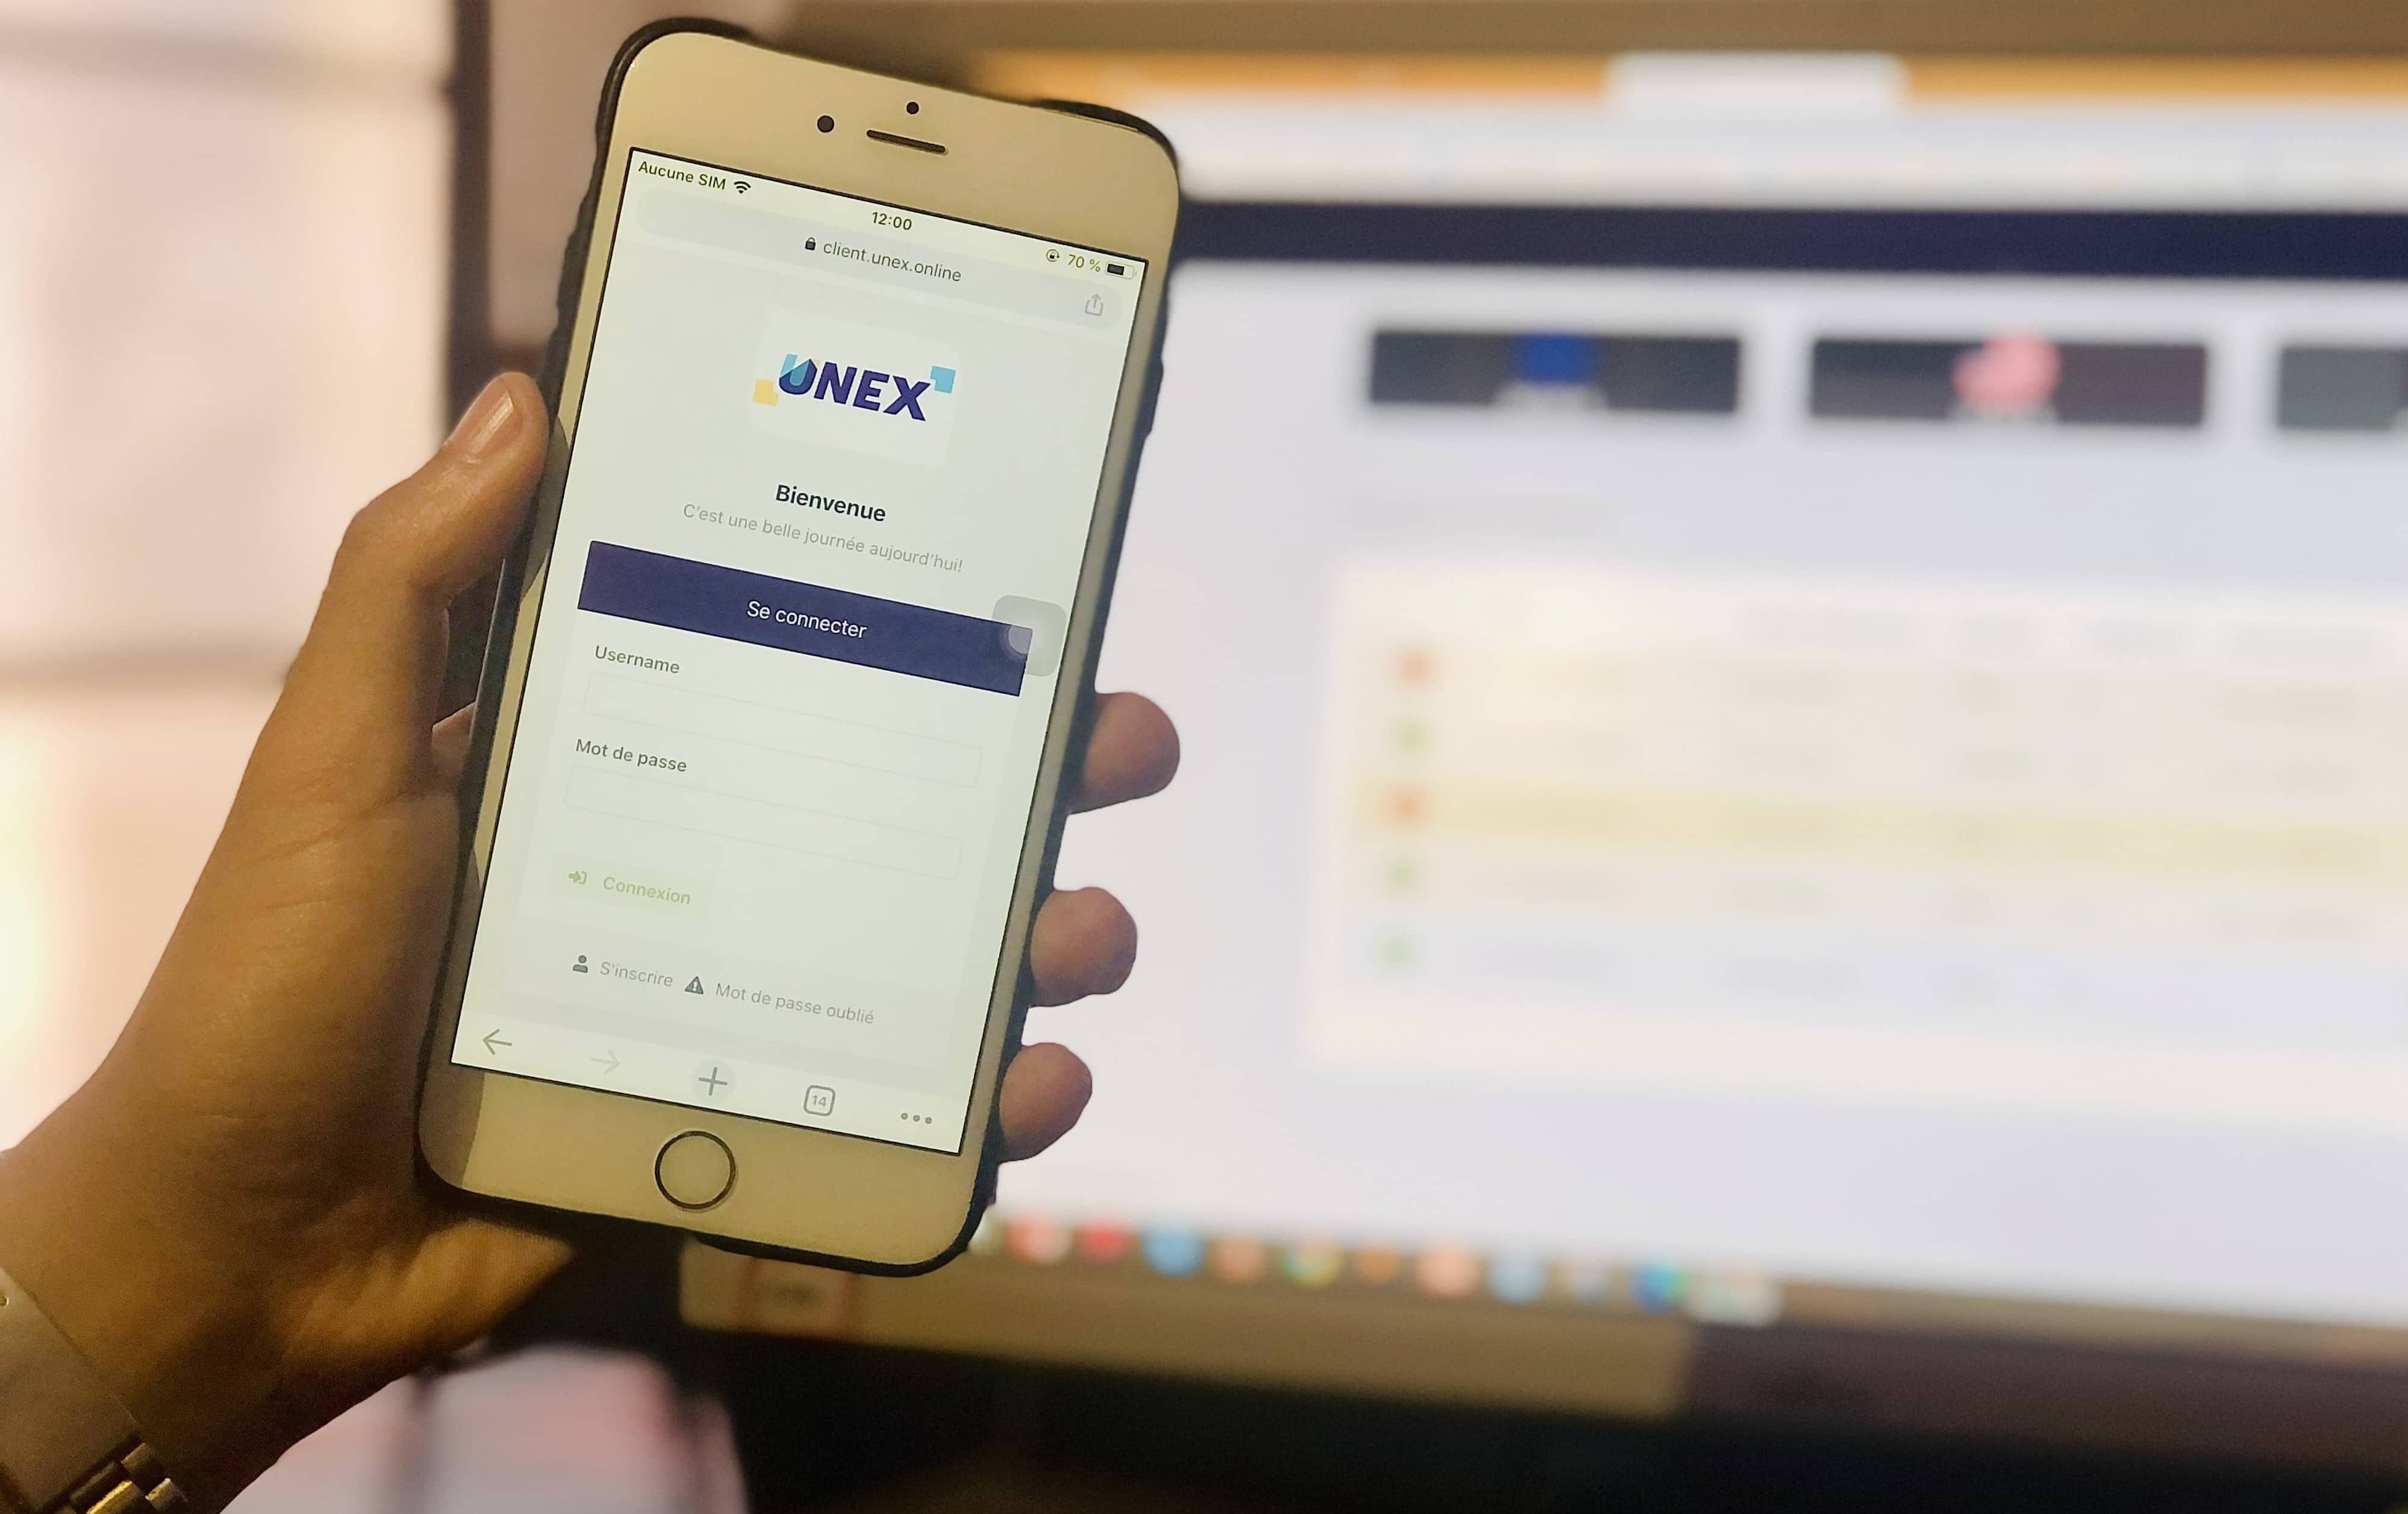 Aucune SIM
12:00
70 %
client.unex.online
UNEX
Bienvenue
C'est une belle journée aujourd'hui!
Se connecter
Username
Mot de passe
Connexion
S'inscrire Mot de passe oublié
14